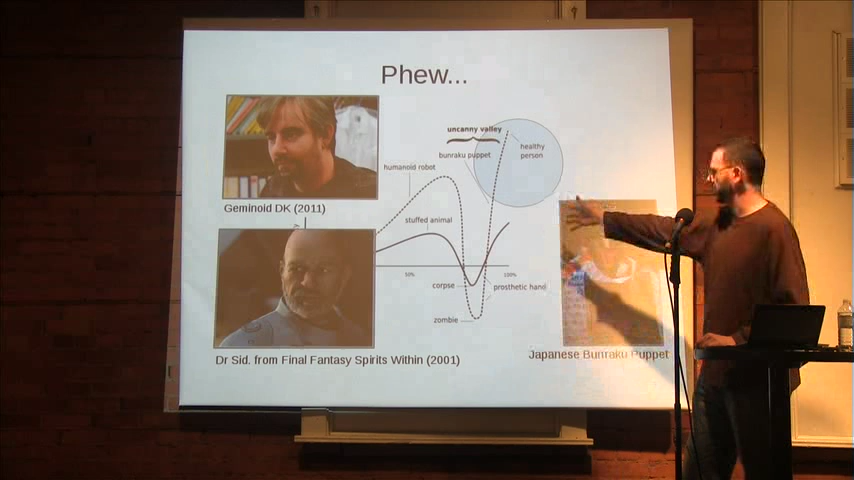 Phew...
uncanny valley
bunraku puppet
healthy
person
humanoid robot
Geminoid DK (2011)
stuffed animal
50%
100%
corpse
prosthetic hand
zombie
Dr Sid. from Final Fantasy Spirits Within (2001)
Japanese Bunraku Puppet